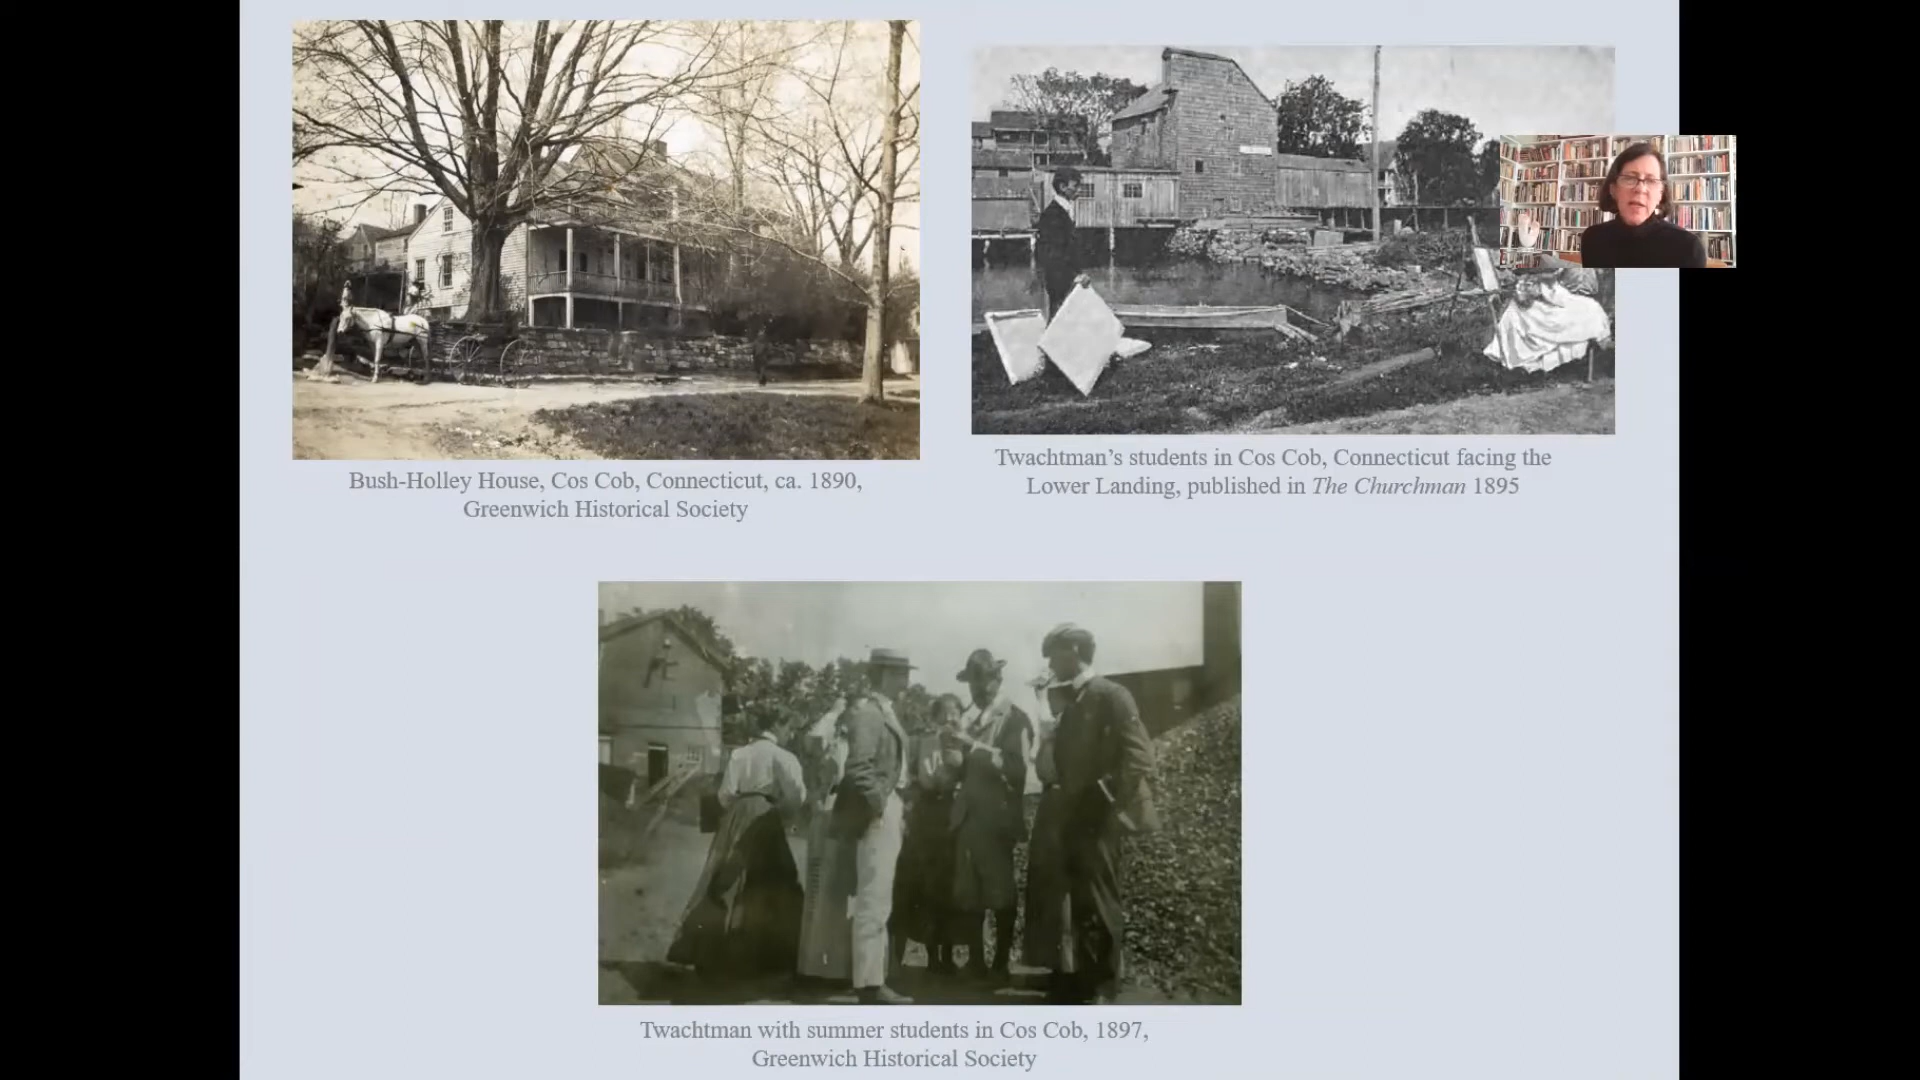 Bush-Holley House, Cos Cob, Connecticut, ca. 1890,
Greenwich Historical Society
Twachtman’s students in Cos Cob, Connecticut facing the
Lower Landing, published in The Churchman 1895
Twachtman with summer students in Cos Cob, 1897,
Greenwich Historical Society